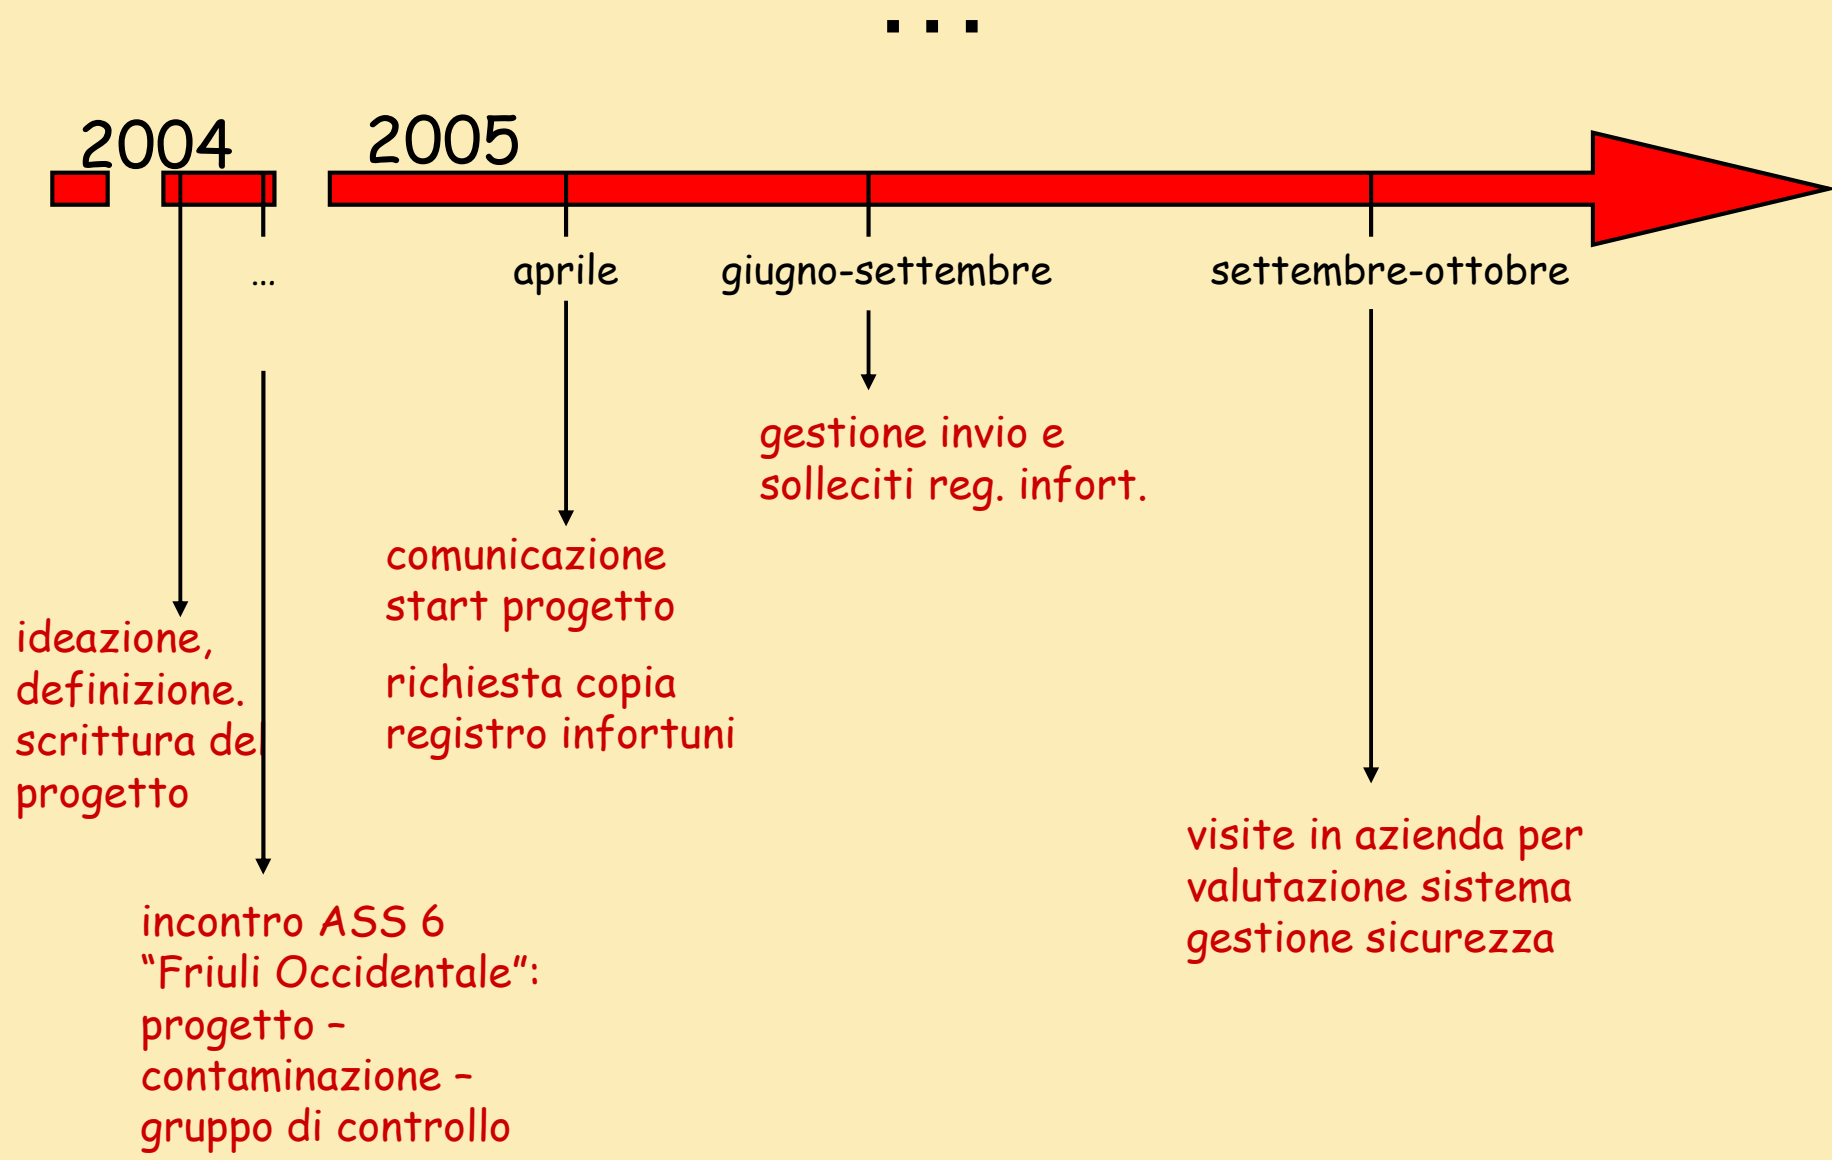 ...
2004
2005
...
aprile
giugno-settembre
settembre-ottobre
gestione invio e
solleciti reg. infort.
comunicazione
start progetto
richiesta copia
registro infortuni
ideazione,
definizione.
scrittura del
progetto
visite in azienda per
valutazione sistema
gestione sicurezza
incontro ASS 6
“Friuli Occidentale”:
progetto –
contaminazione –
gruppo di controllo